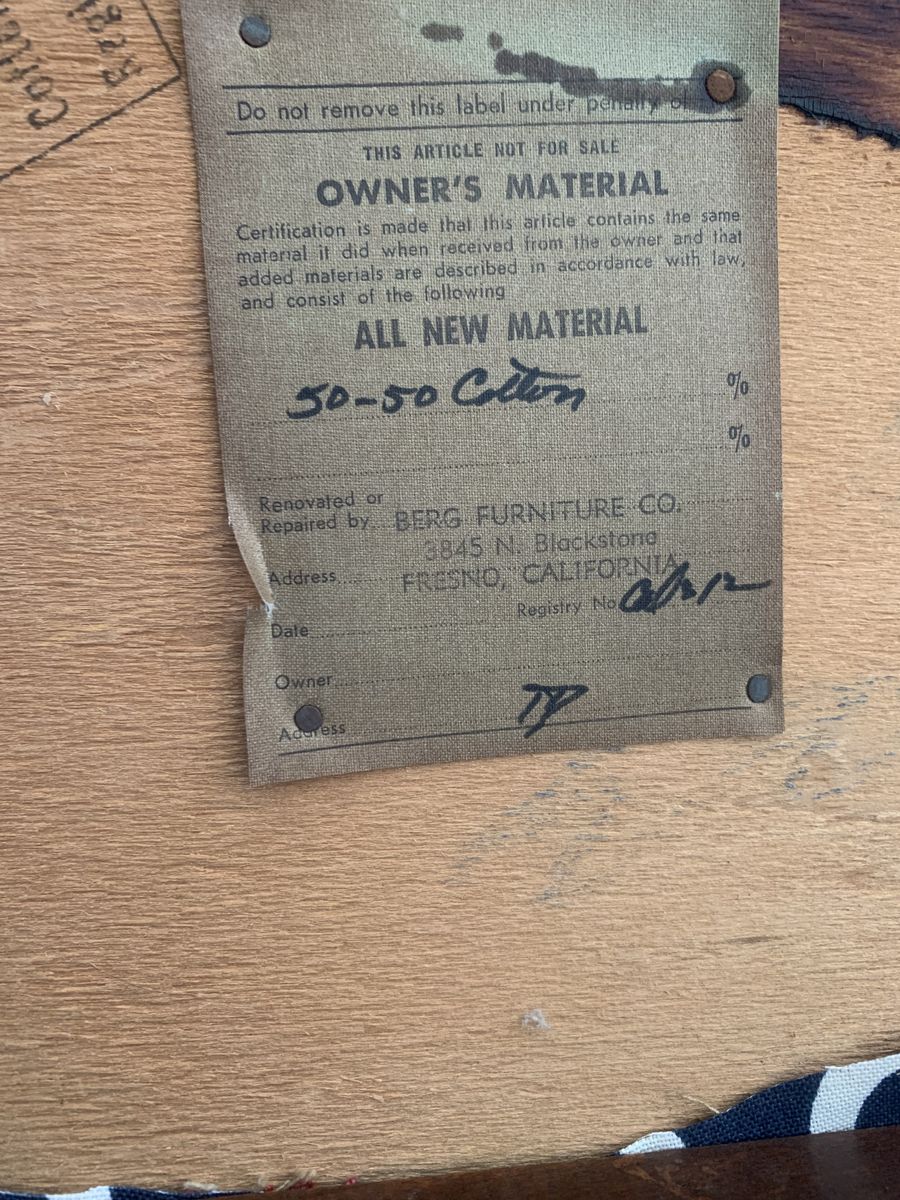 Do not remove this label under penalty of
THIS ARTICLE NOT FOR SALE
OWNER'S MATERIAL
Certification is made that this article contains the same
material it did when received from the owner and that
added materials are described in accordance with law,
and consist of the following
ALL NEW MATERIAL
50-50 Cotton %
%
Renovated or
Repaired by BERG FURNITURE CO.
3845 N. Blackstone
Address FRESNO, CALIFORNIA
Registry No
Date
Owner
Address